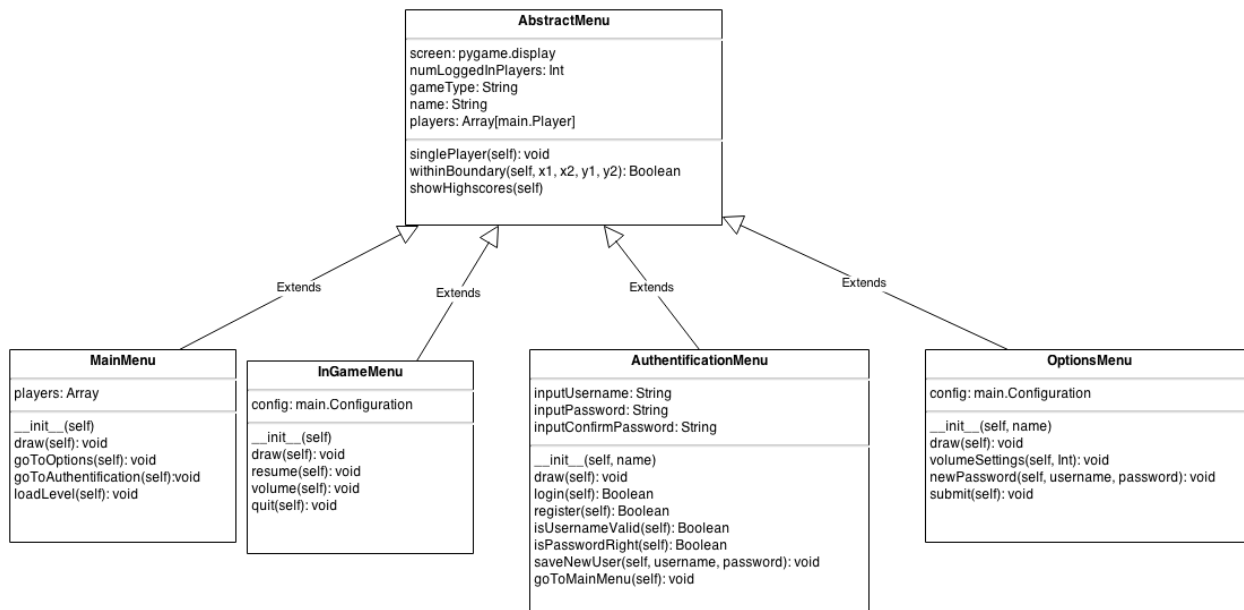 AbstractMenu
screen: pygame.display
numLoggedInPlayers: Int
gameType: String
name: String
players: Array[main.Player]
singlePlayer(self): void
withinBoundary(self, x1, x2, y1, y2): Boolean
showHighscores(self)
Extends
Extends
Extends
Extends
MainMenu
players: Array
__init__(self)
draw(self): void
goToOptions(self): void
goToAuthentification(self):void
loadLevel(self): void
InGameMenu
config: main.Configuration
__init__(self)
draw(self): void
resume(self): void
volume(self): void
quit(self): void
AuthentificationMenu
inputUsername: String
inputPassword: String
inputConfirmPassword: String
__init__(self, name)
draw(self): void
login(self): Boolean
register(self): Boolean
isUsernameValid(self): Boolean
isPasswordRight(self): Boolean
saveNewUser(self, username, password): void
goToMainMenu(self): void
OptionsMenu
config: main.Configuration
__init__(self, name)
draw(self): void
volumeSettings(self, Int): void
newPassword(self, username, password): void
submit(self): void